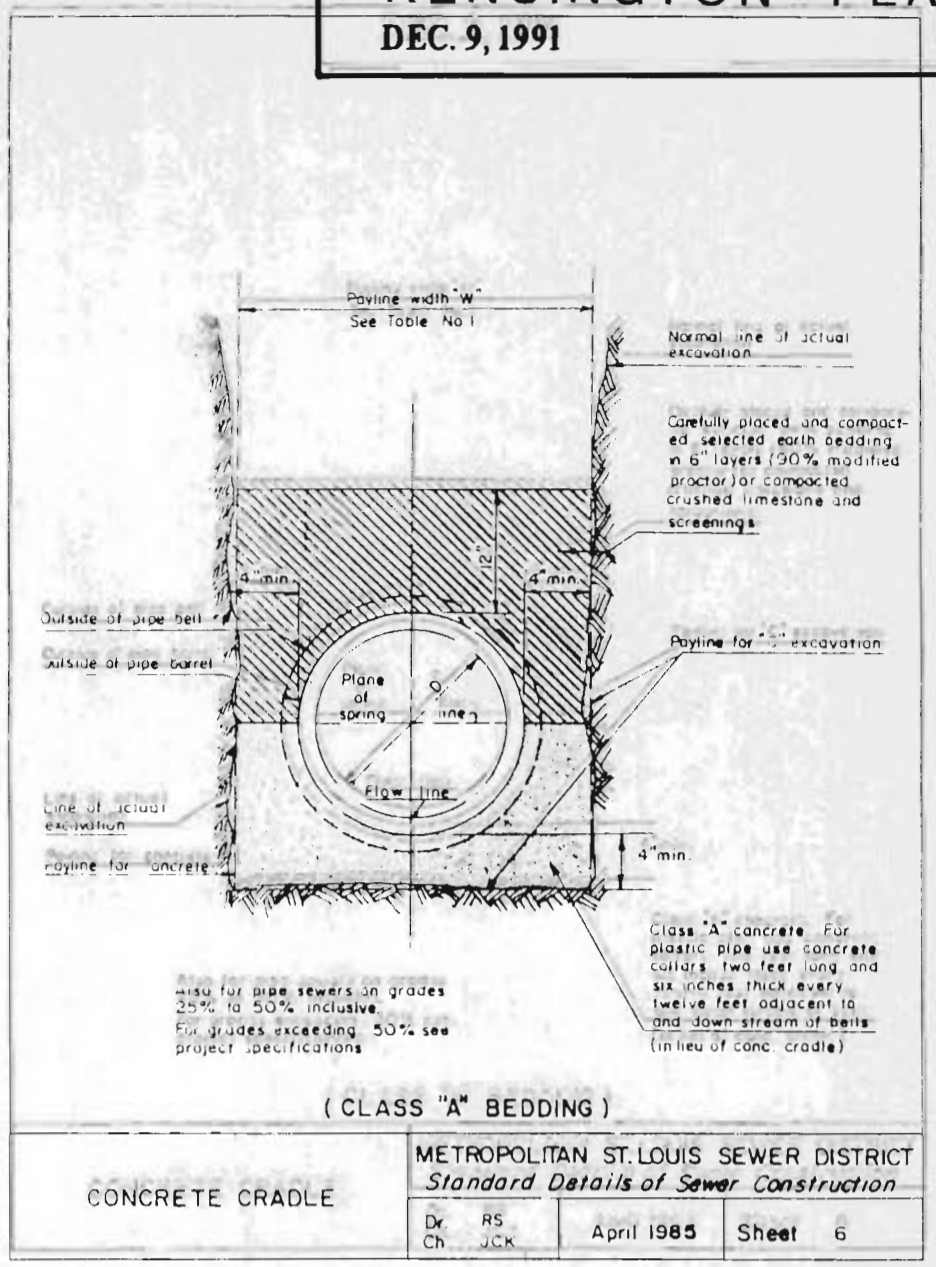 DEC. 9, 1991
Payline width "W"
See Table No 1
Normal line of actual
excavation
Carefully placed and compact-
ed selected earth bedding
in 6" layers (90% modified
proctor) or compacted
crushed limestone and
screenings
12"
4"min.
4"min.
Outside of pipe bell
Outside of pipe barrel
Payline for excavation
Plane
of
spring line
D
Flow line
Line of actual
excavation
Payline for concrete
4"min.
Class "A" concrete. For
plastic pipe use concrete
collars two feet long and
six inches thick every
twelve feet adjacent to
and down stream of bells
(in lieu of conc. cradle)
Also for pipe sewers on grades
25% to 50% inclusive.
For grades exceeding 50% see
project specifications
(CLASS "A" BEDDING)
CONCRETE CRADLE
METROPOLITAN ST. LOUIS SEWER DISTRICT
Standard Details of Sewer Construction
Dr. RS
Ch JCK
April 1985
Sheet 6